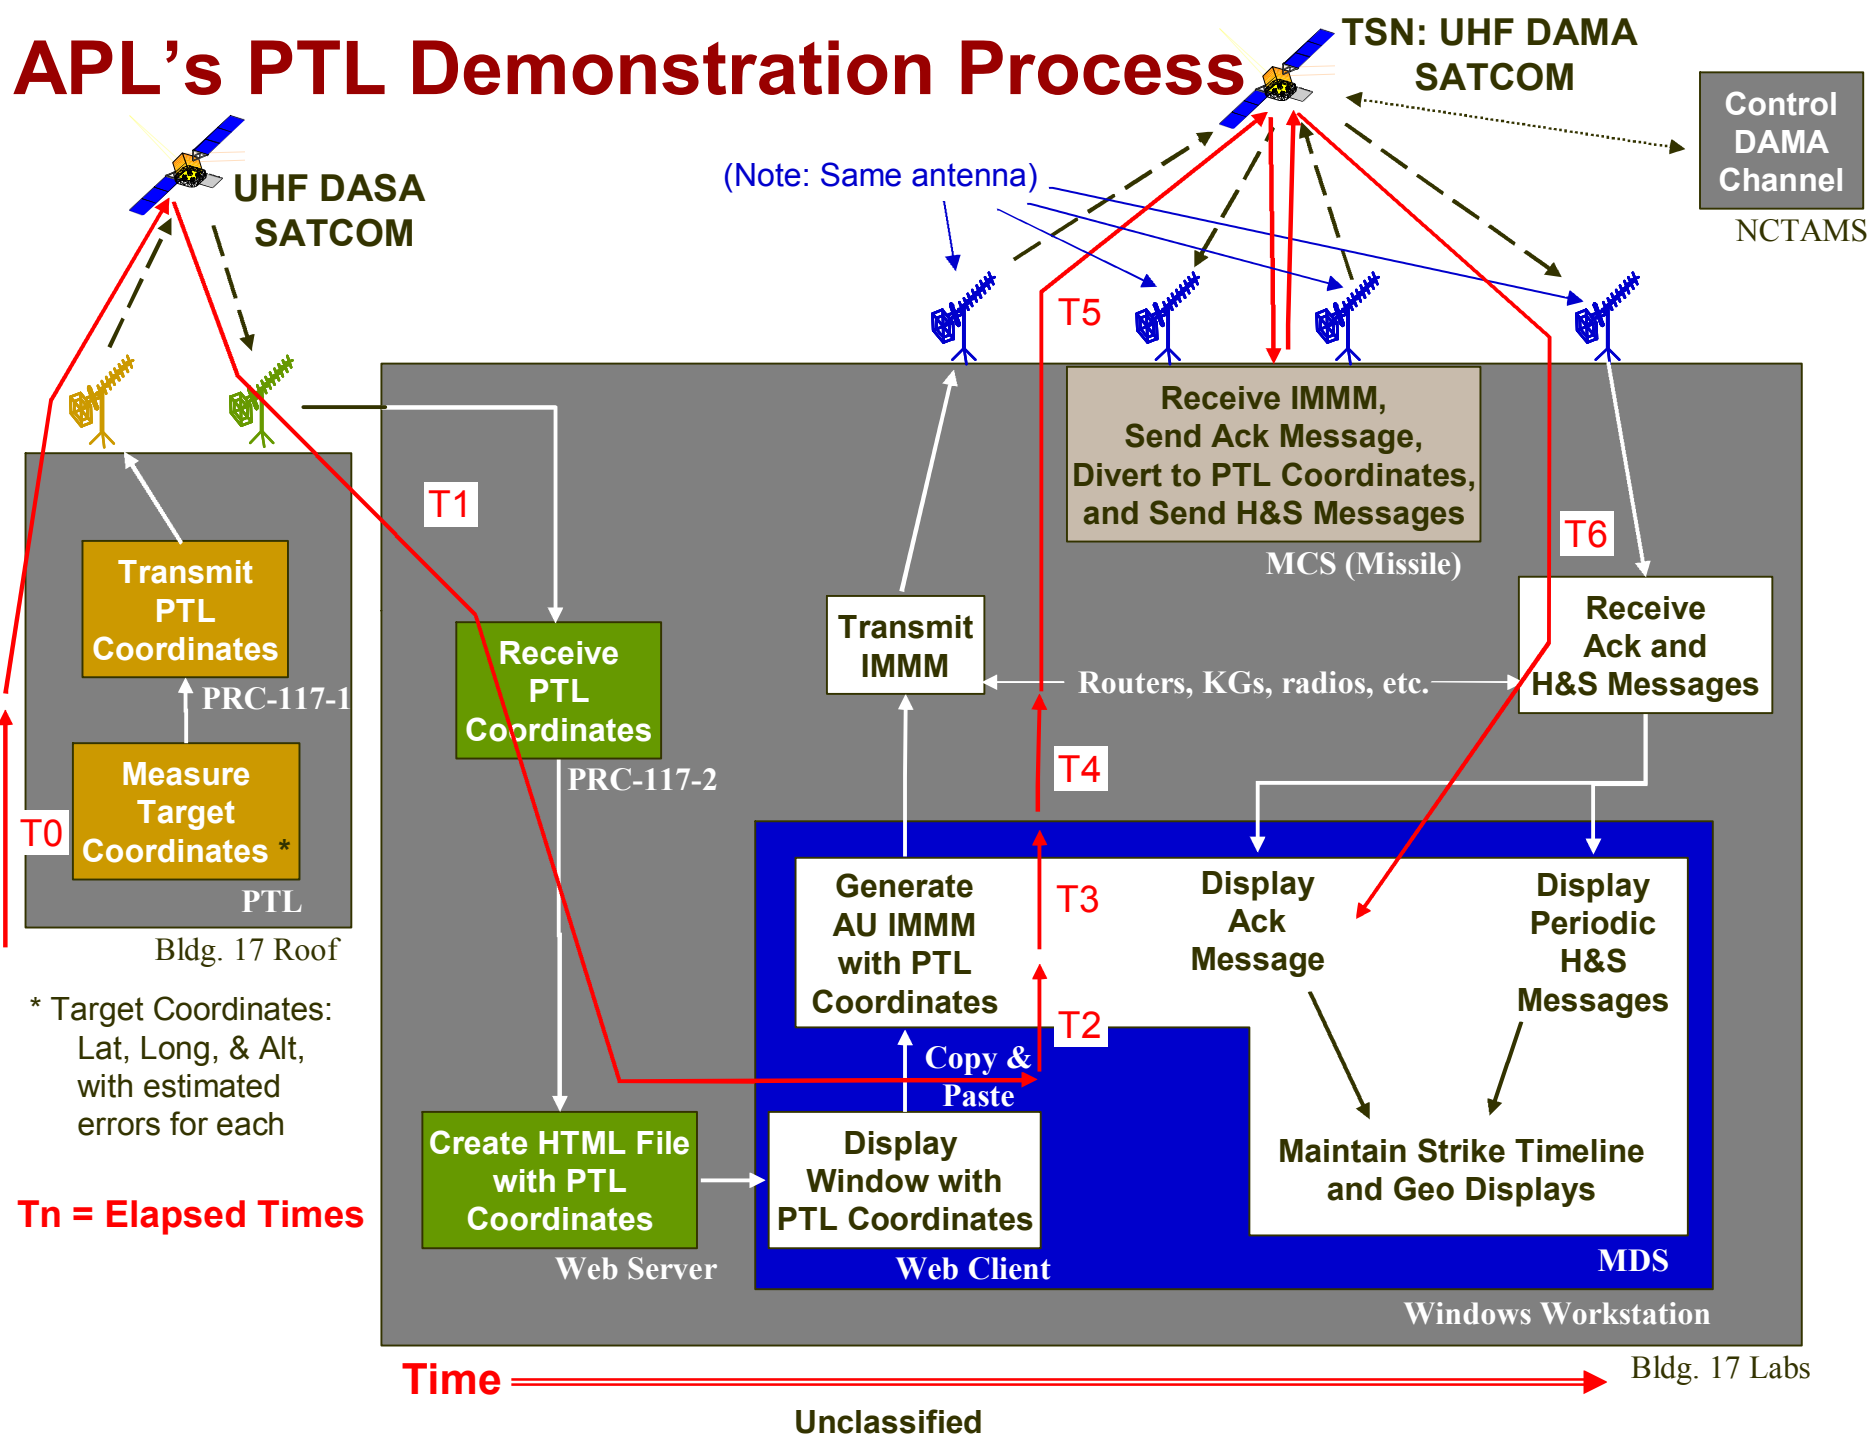 APL's PTL Demonstration Process
TSN: UHF DAMA
SATCOM
Control
DAMA
Channel
NCTAMS
UHF DASA
SATCOM
(Note: Same antenna)
T5
Receive IMMM,
Send Ack Message,
Divert to PTL Coordinates,
and Send H&S Messages
MCS (Missile)
T1
T6
Transmit
PTL
Coordinates
PRC-117-1
Receive
PTL
Coordinates
PRC-117-2
Transmit
IMMM
Routers, KGs, radios, etc.
Receive
Ack and
H&S Messages
T4
T0
Measure
Target
Coordinates *
PTL
Bldg. 17 Roof
Generate
AU IMMM
with PTL
Coordinates
T3
Display
Ack
Message
Display
Periodic
H&S
Messages
T2
* Target Coordinates:
Lat, Long, & Alt,
with estimated
errors for each
Copy &
Paste
Create HTML File
with PTL
Coordinates
Web Server
Display
Window with
PTL Coordinates
Web Client
Maintain Strike Timeline
and Geo Displays
MDS
Tn = Elapsed Times
Windows Workstation
Bldg. 17 Labs
Time
Unclassified